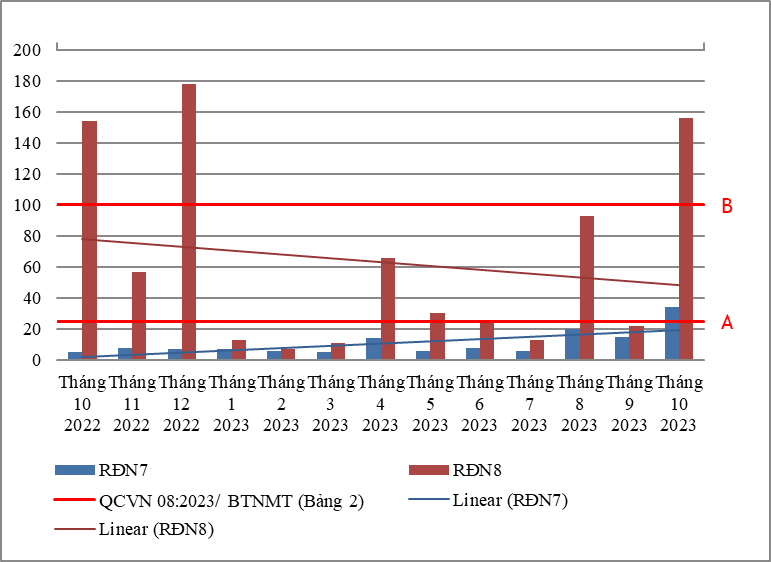 200
180
160
140
120
100
80
60
40
20
0
B
A
Tháng 10 2022
Tháng 11 2022
Tháng 12 2022
Tháng 1 2023
Tháng 2 2023
Tháng 3 2023
Tháng 4 2023
Tháng 5 2023
Tháng 6 2023
Tháng 7 2023
Tháng 8 2023
Tháng 9 2023
Tháng 10 2023
RĐN7
RĐN8
QCVN 08:2023/ BTNMT (Bảng 2)
Linear (RĐN7)
Linear (RĐN8)